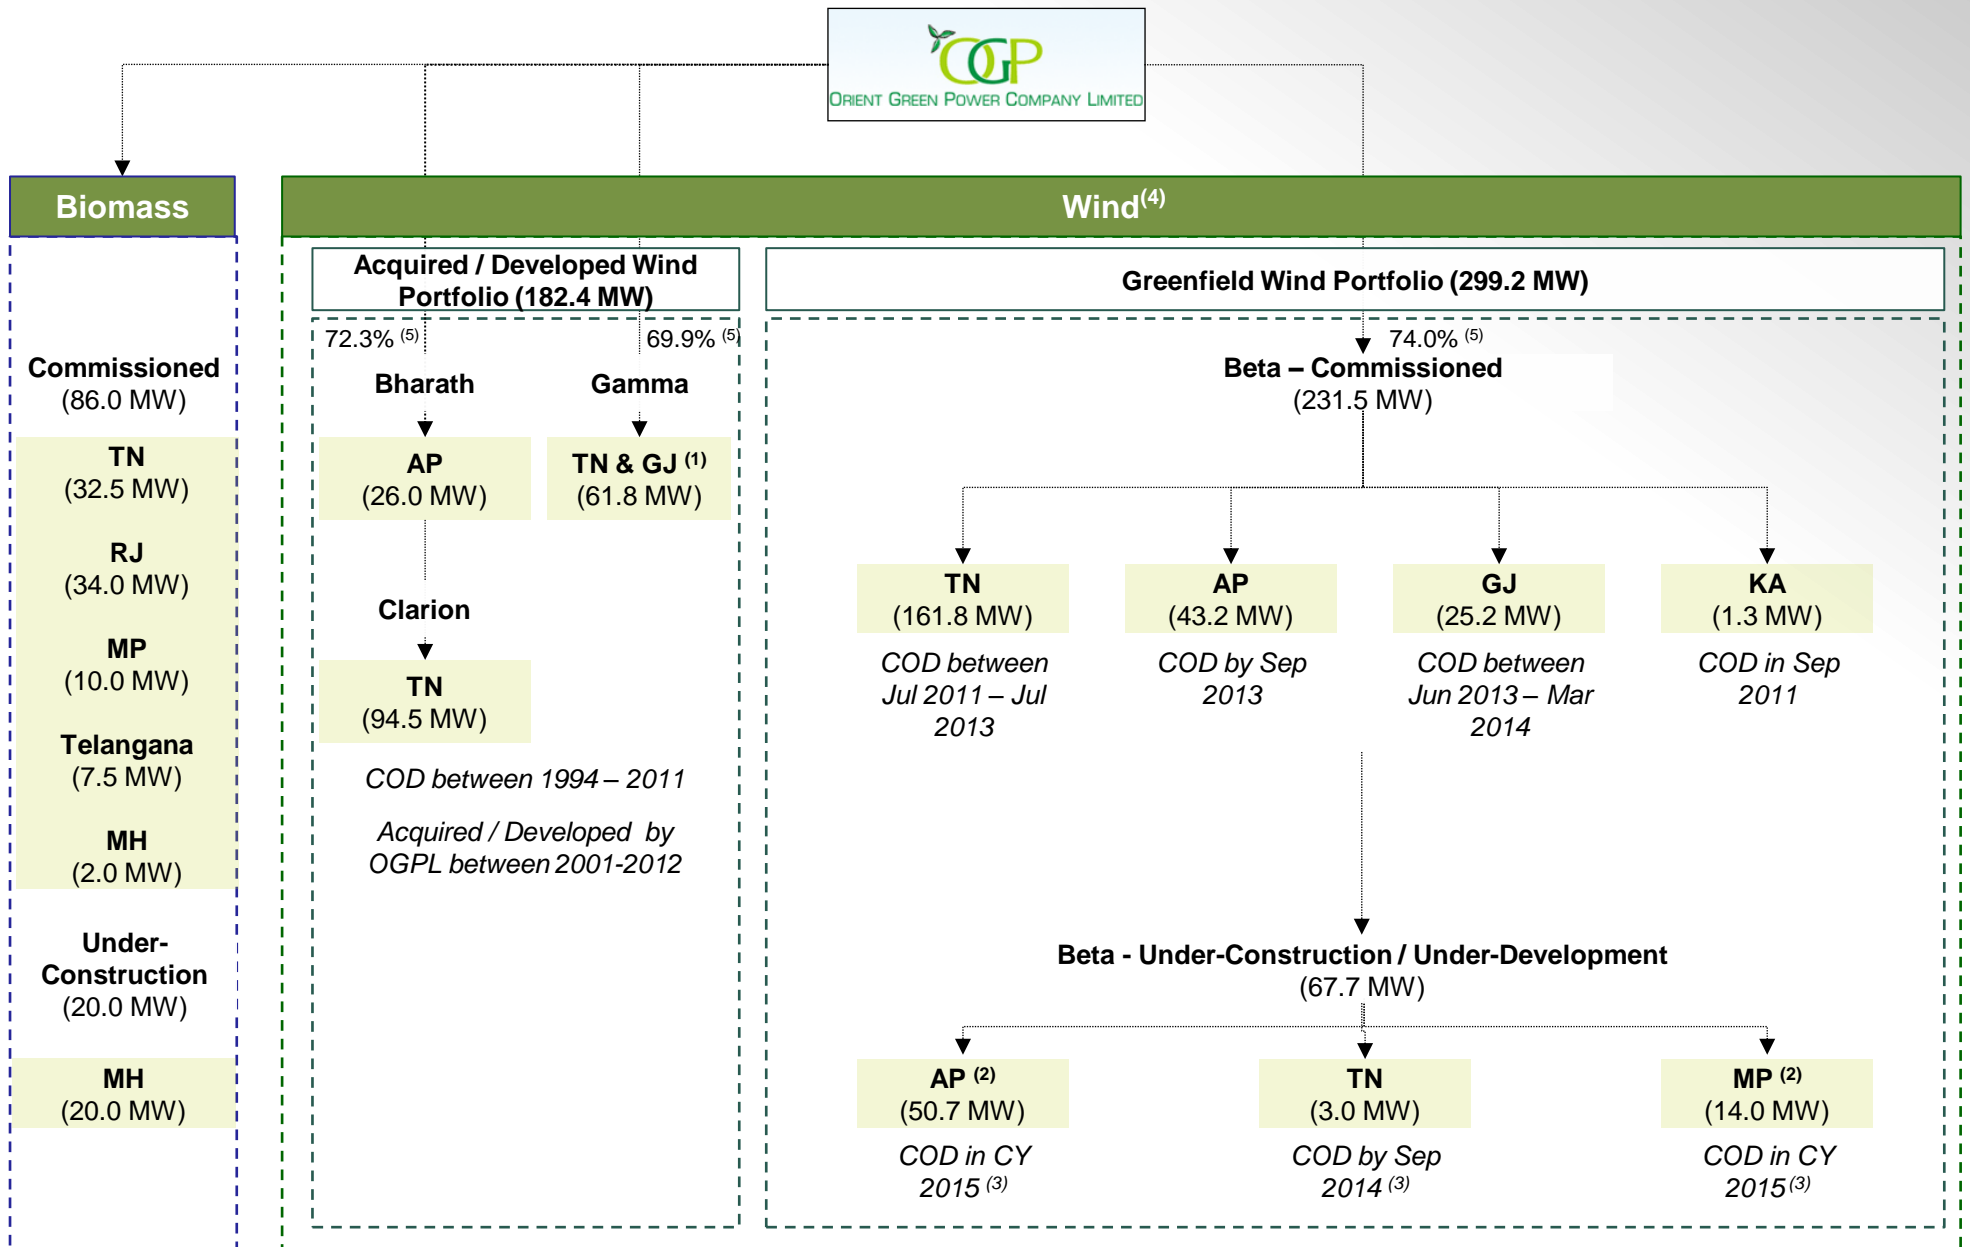 OGP
ORIENT GREEN POWER COMPANY LIMITED
Biomass
Commissioned
(86.0 MW)
TN
(32.5 MW)
RJ
(34.0 MW)
MP
(10.0 MW)
Telangana
(7.5 MW)
MH
(2.0 MW)
Under-
Construction
(20.0 MW)
MH
(20.0 MW)
Wind(4)
Acquired / Developed Wind
Portfolio (182.4 MW)
72.3% (5)
69.9% (5)
Bharath
Gamma
AP
(26.0 MW)
TN & GJ (1)
(61.8 MW)
Clarion
TN
(94.5 MW)
COD between 1994 – 2011
Acquired / Developed by
OGPL between 2001-2012
Greenfield Wind Portfolio (299.2 MW)
74.0% (5)
Beta – Commissioned
(231.5 MW)
TN
(161.8 MW)
COD between
Jul 2011 – Jul
2013
AP
(43.2 MW)
COD by Sep
2013
GJ
(25.2 MW)
COD between
Jun 2013 – Mar
2014
KA
(1.3 MW)
COD in Sep
2011
Beta - Under-Construction / Under-Development
(67.7 MW)
AP (2)
(50.7 MW)
COD in CY
2015 (3)
TN
(3.0 MW)
COD by Sep
2014 (3)
MP (2)
(14.0 MW)
COD in CY
2015 (3)